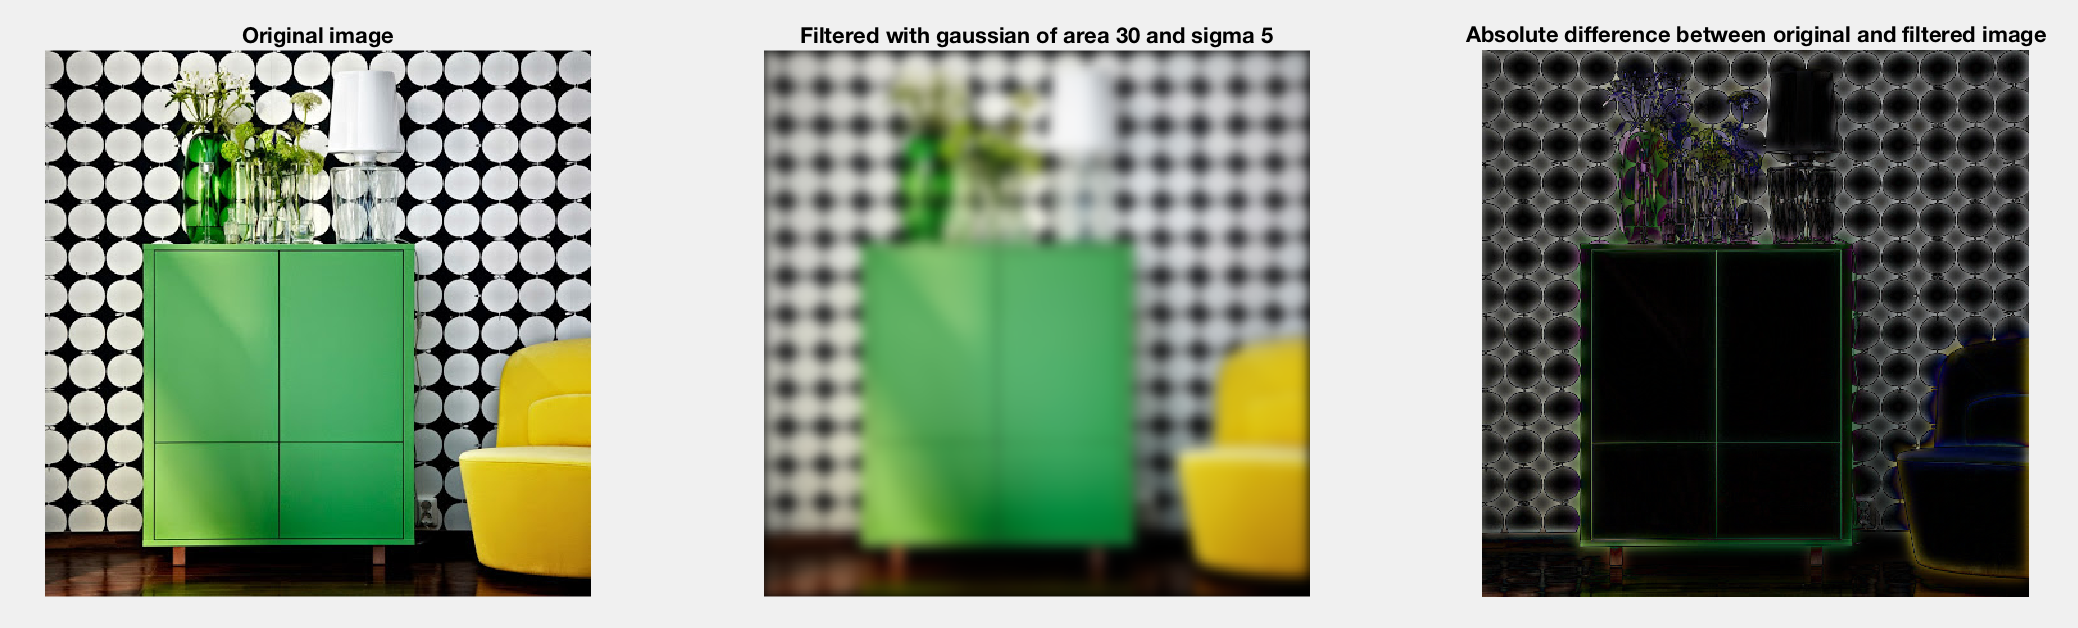 Original image
Filtered with gaussian of area 30 and sigma 5
Absolute difference between original and filtered image